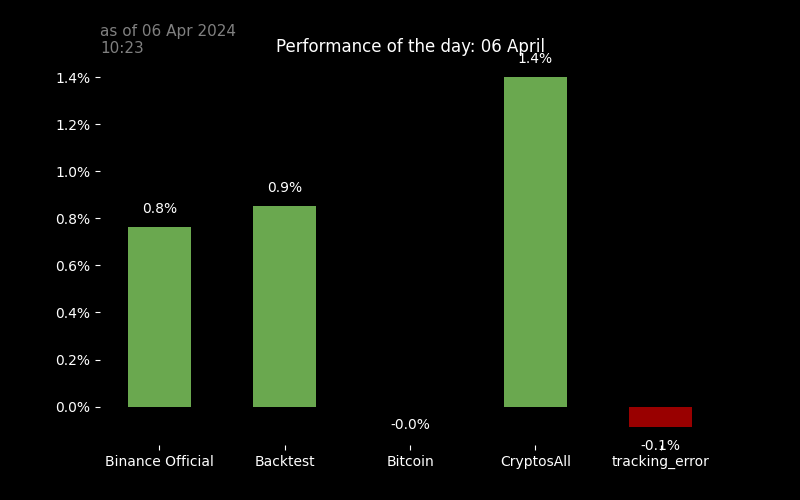 as of 06 Apr 2024
10:23
Performance of the day: 06 April
1.4%
1.4%
1.2%
1.0%
0.9%
0.8%
0.8%
0.6%
0.4%
0.2%
0.0%
-0.0%
-0.1%
Binance Official
Backtest
Bitcoin
CryptosAll
tracking_error